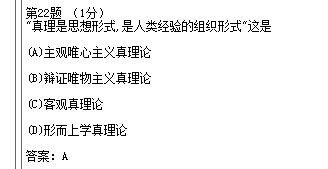 第22题 (1分)
"真理是思想形式,是人类经验的组织形式"这是
(A)主观唯心主义真理论
(B)辩证唯物主义真理论
(C)客观真理论
(D)形而上学真理论
答案: A